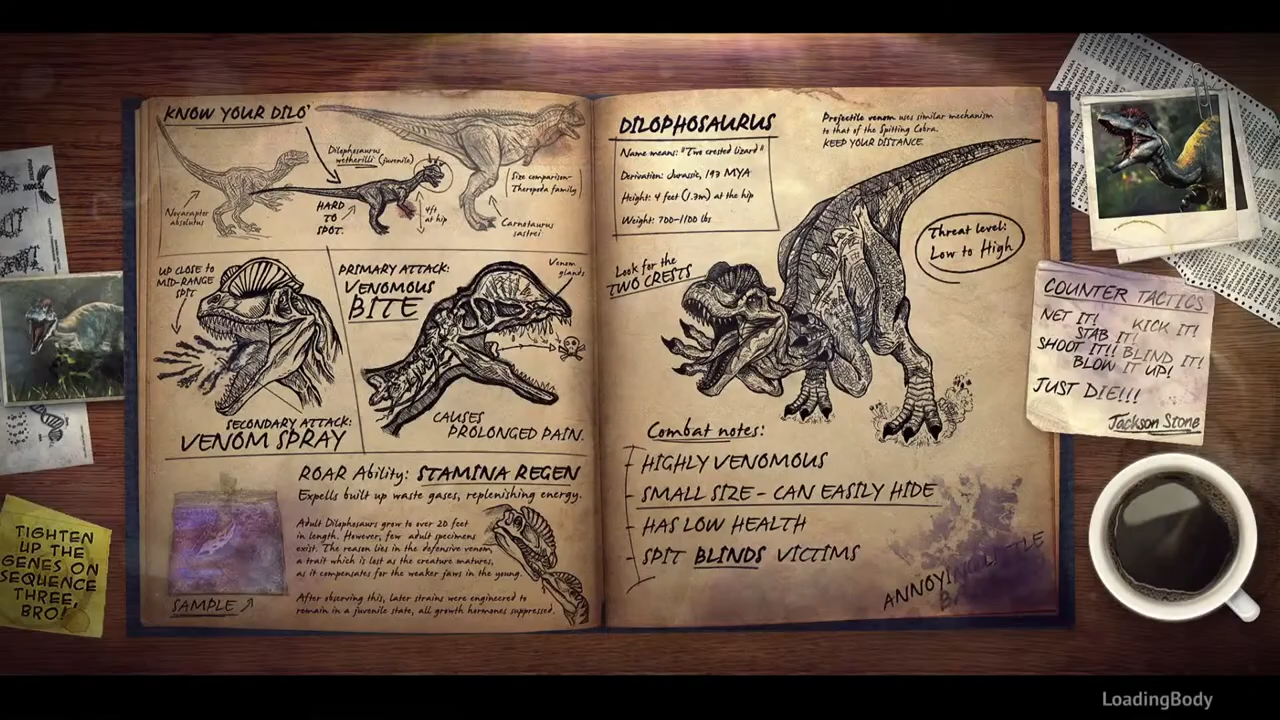 KNOW YOUR DILO'
Dilophosaurus
wetherilli (juvenile)
Novaraptor
absolutus
HARD
TO
SPOT.
4ft
at hip
Size comparison-
Theropoda family
Carnotaurus
sastrei
UP CLOSE TO
MID-RANGE
SPIT
SECONDARY ATTACK:
VENOM SPRAY
PRIMARY ATTACK:
VENOMOUS
BITE
Venom
glands
CAUSES
PROLONGED PAIN.
ROAR Ability: STAMINA REGEN
Expells built up waste gases, replenishing energy.
Adult Dilophosaurs grow to over 20 feet
in length. However, few adult specimens
exist. The reason lies in the defensive venom,
a trait which is lost as the creature matures,
as it compensates for the weaker jaws in the young.
After observing this, later strains were engineered to
remain in a juvenile state, all growth hormones suppressed.
SAMPLE
DILOPHOSAURUS
Name means: "Two crested lizard"
Derivation: Jurassic, 193 MYA
Height: 4 feet (1.3m) at the hip
Weight: 700-1100 lbs
Projectile venom uses similar mechanism
to that of the Spitting Cobra.
KEEP YOUR DISTANCE.
Threat level:
Low to High
Look for the
TWO CRESTS
Combat notes:
- HIGHLY VENOMOUS
- SMALL SIZE - CAN EASILY HIDE
- HAS LOW HEALTH
- SPIT BLINDS VICTIMS
ANNOYING LITTLE
COUNTER TACTICS
NET IT! KICK IT!
STAB IT!
SHOOT IT!! BLIND IT!
BLOW IT UP!
JUST DIE!!!
Jackson Stone
TIGHTEN
UP THE
GENES ON
SEQUENCE
THREE,
BRO!
LoadingBody